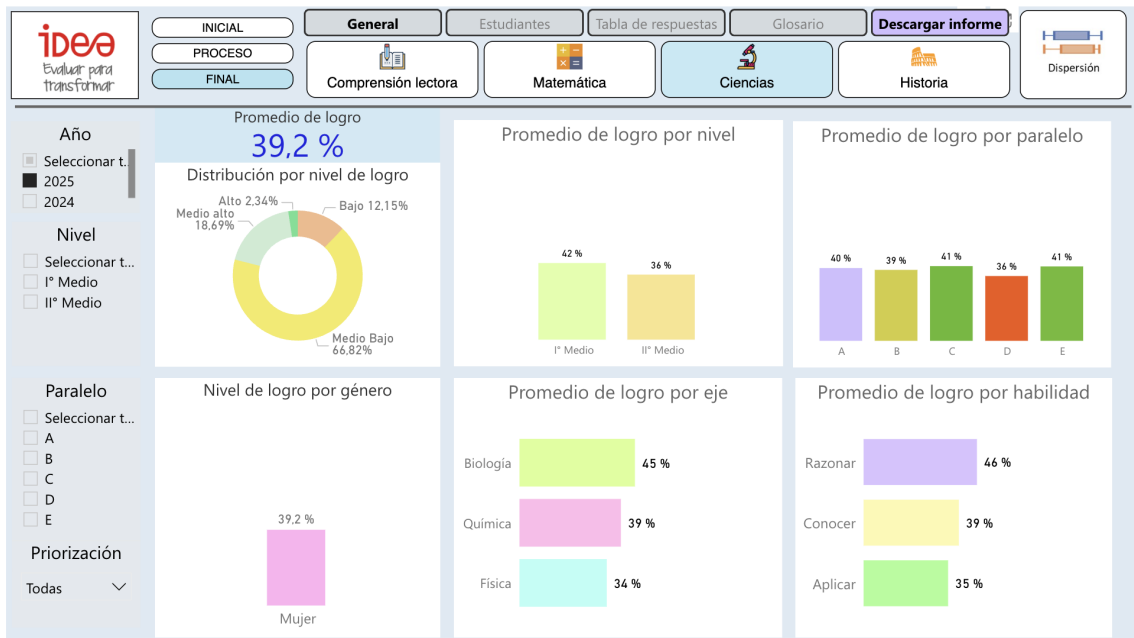 idea
Evaluar para
transformar
INICIAL
PROCESO
FINAL
General
Estudiantes
Tabla de respuestas
Glosario
Descargar informe
Comprensión lectora
Matemática
Ciencias
Historia
Dispersión
Año
Seleccionar t...
2025
2024
Nivel
Seleccionar t...
I° Medio
II° Medio
Paralelo
Seleccionar t...
A
B
C
D
E
Priorización
Todas
Promedio de logro
39,2 %
Distribución por nivel de logro
Alto 2,34%
Bajo 12,15%
Medio alto
18,69%
Medio Bajo
66,82%
Promedio de logro por nivel
42 %
36 %
I° Medio
II° Medio
Promedio de logro por paralelo
40 %
39 %
41 %
36 %
41 %
A
B
C
D
E
Nivel de logro por género
39,2 %
Mujer
Promedio de logro por eje
Biología
45 %
Química
39 %
Física
34 %
Promedio de logro por habilidad
Razonar
46 %
Conocer
39 %
Aplicar
35 %